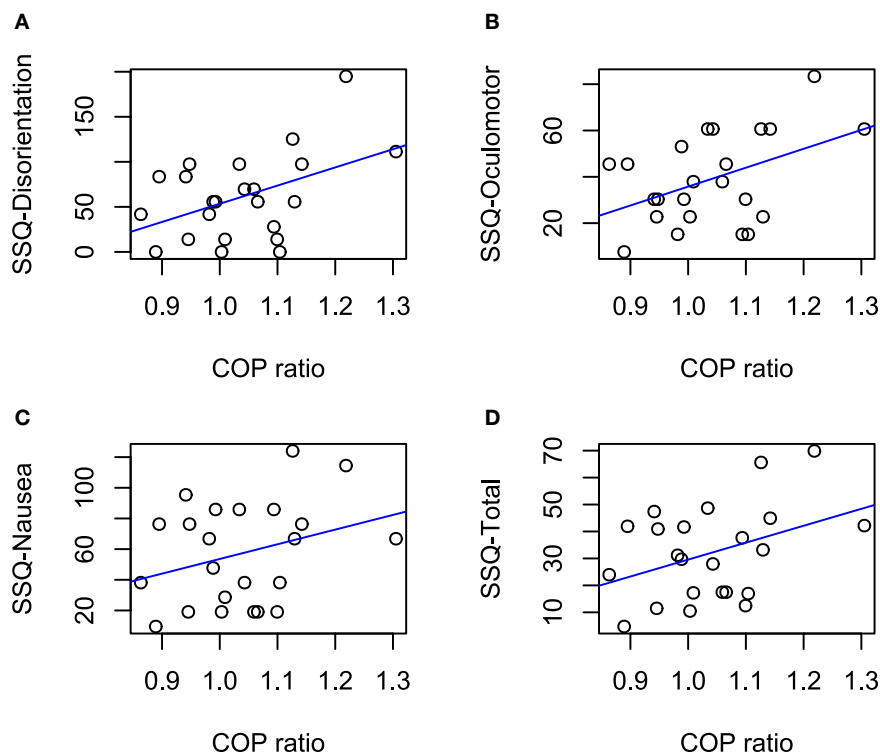 A
SSQ-Disorientation
0 50 150
0.9 1.0 1.1 1.2 1.3
COP ratio
B
SSQ-Oculomotor
20 60
0.9 1.0 1.1 1.2 1.3
COP ratio
C
SSQ-Nausea
20 60 100
0.9 1.0 1.1 1.2 1.3
COP ratio
D
SSQ-Total
10 30 50 70
0.9 1.0 1.1 1.2 1.3
COP ratio